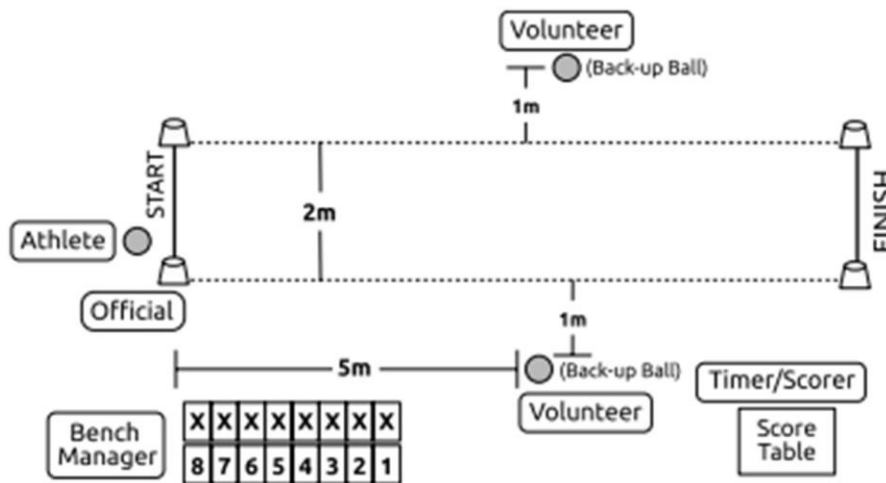 Volunteer
(Back-up Ball)
1m
START
2m
FINISH
Athlete
Official
1m
5m
(Back-up Ball)
Volunteer
Timer/Scorer
Score
Table
Bench
Manager
X X X X X X X X
8 7 6 5 4 3 2 1